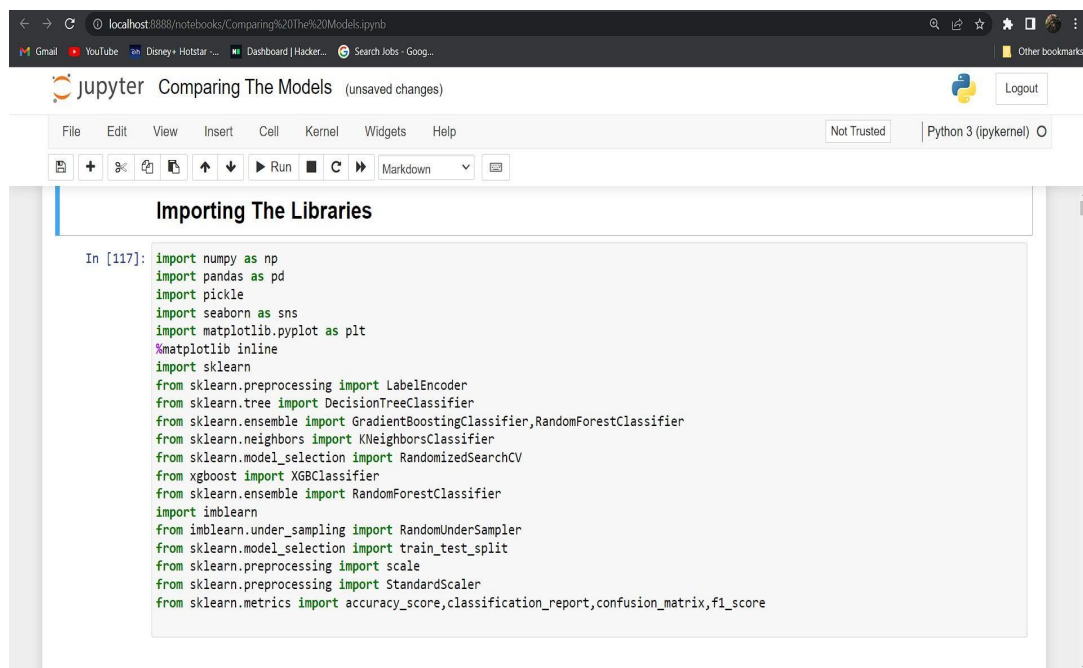 localhost:8888/notebooks/Comparing%20The%20Models.ipynb
Gmail YouTube Disney+ Hotstar -... Dashboard | Hacker... Search Jobs - Goog... Other bookmarks
jupyter Comparing The Models (unsaved changes) Logout
File Edit View Insert Cell Kernel Widgets Help Not Trusted Python 3 (ipykernel)
Run Markdown
Importing The Libraries
In [117]: import numpy as np
import pandas as pd
import pickle
import seaborn as sns
import matplotlib.pyplot as plt
%matplotlib inline
import sklearn
from sklearn.preprocessing import LabelEncoder
from sklearn.tree import DecisionTreeClassifier
from sklearn.ensemble import GradientBoostingClassifier,RandomForestClassifier
from sklearn.neighbors import KNeighborsClassifier
from sklearn.model_selection import RandomizedSearchCV
from xgboost import XGBClassifier
from sklearn.ensemble import RandomForestClassifier
import imblearn
from imblearn.under_sampling import RandomUnderSampler
from sklearn.model_selection import train_test_split
from sklearn.preprocessing import scale
from sklearn.preprocessing import StandardScaler
from sklearn.metrics import accuracy_score,classification_report,confusion_matrix,f1_score